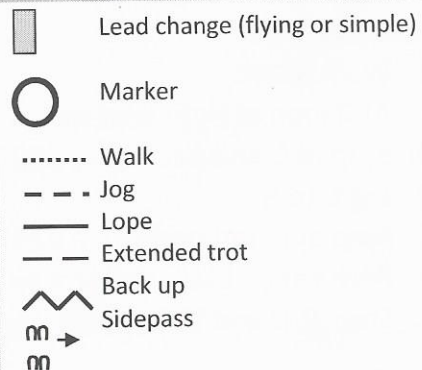 Lead change (flying or simple)
Marker
Walk
Jog
Lope
Extended trot
Back up
Sidepass